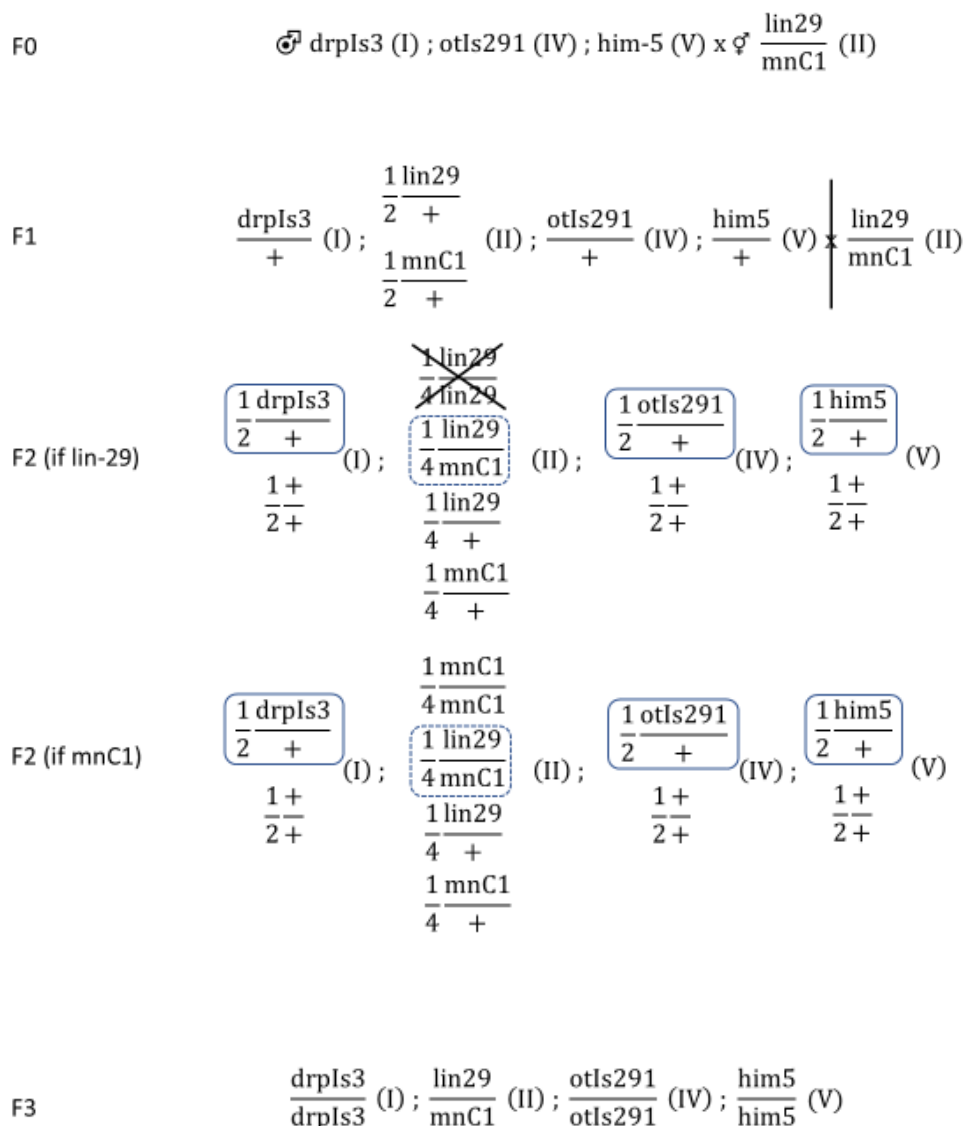 F0 ♂ drpIs3 (I) ; otIs291 (IV) ; him-5 (V) x ⚥ lin29/mnC1 (II)
F1 drpIs3/+ (I) ; 1/2 lin29/+ 1/2 mnC1/+ (II) ; otIs291/+ (IV) ; him5/+ (V) x lin29/mnC1 (II)
F2 (if lin-29) 1/2 drpIs3/+ 1/2 +/+ (I) ; 1/4 lin29/lin29 1/4 lin29/mnC1 1/4 lin29/+ 1/4 mnC1/+ (II) ; 1/2 otIs291/+ 1/2 +/+ (IV) ; 1/2 him5/+ 1/2 +/+ (V)
F2 (if mnC1) 1/2 drpIs3/+ 1/2 +/+ (I) ; 1/4 mnC1/mnC1 1/4 lin29/mnC1 1/4 lin29/+ 1/4 mnC1/+ (II) ; 1/2 otIs291/+ 1/2 +/+ (IV) ; 1/2 him5/+ 1/2 +/+ (V)
F3 drpIs3/drpIs3 (I) ; lin29/mnC1 (II) ; otIs291/otIs291 (IV) ; him5/him5 (V)